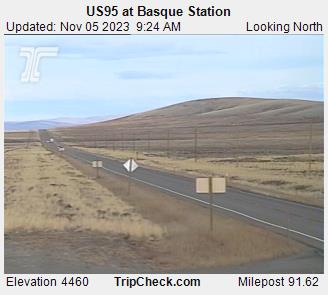 US95 at Basque Station
Updated: Nov 05 2023 9:24 AM Looking North
Elevation 4460 TripCheck.com Milepost 91.62